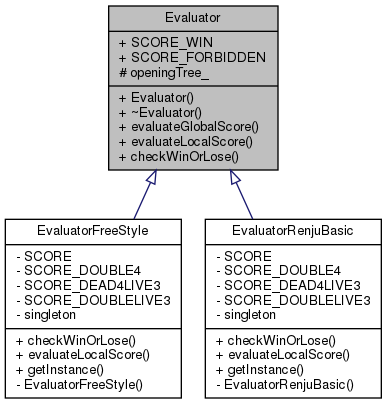 Evaluator
+ SCORE_WIN
+ SCORE_FORBIDDEN
# openingTree_
+ Evaluator()
+ ~Evaluator()
+ evaluateGlobalScore()
+ evaluateLocalScore()
+ checkWinOrLose()
EvaluatorFreeStyle
- SCORE
- SCORE_DOUBLE4
- SCORE_DEAD4LIVE3
- SCORE_DOUBLELIVE3
- singleton
+ checkWinOrLose()
+ evaluateLocalScore()
+ getInstance()
- EvaluatorFreeStyle()
EvaluatorRenjuBasic
- SCORE
- SCORE_DOUBLE4
- SCORE_DEAD4LIVE3
- SCORE_DOUBLELIVE3
- singleton
+ checkWinOrLose()
+ evaluateLocalScore()
+ getInstance()
- EvaluatorRenjuBasic()